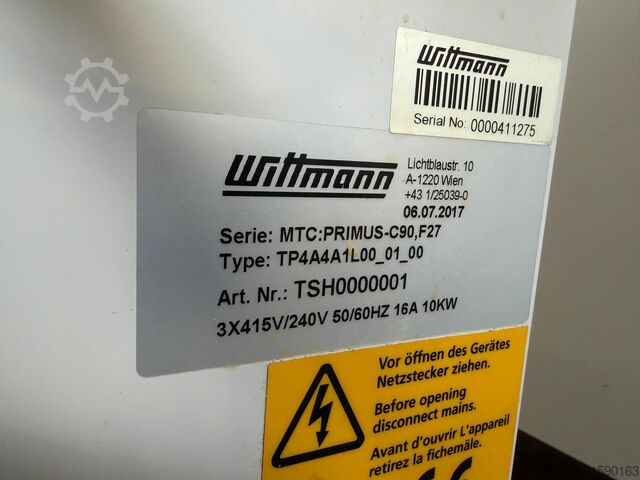 Wittmann
Serial No: 0000411275
Wittmann
Lichtblaustr. 10
A-1220 Wien
+43 1/25039-0
06.07.2017
Serie: MTC:PRIMUS-C90,F27
Type: TP4A4A1L00_01_00
Art. Nr.: TSH0000001
3X415V/240V 50/60HZ 16A 10KW
Vor öffnen des Gerätes
Netzstecker ziehen.
Before opening
disconnect mains.
Avant d'ouvrir L'appareil
retirez la fichemâle.
CE